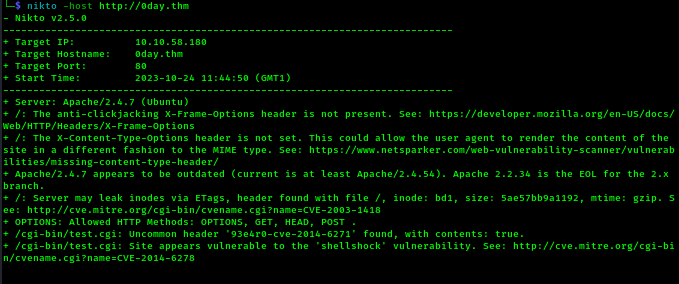 └─$ nikto -host http://0day.thm
- Nikto v2.5.0
---------------------------------------------------------------------------
+ Target IP:          10.10.58.180
+ Target Hostname:    0day.thm
+ Target Port:        80
+ Start Time:         2023-10-24 11:44:50 (GMT1)
---------------------------------------------------------------------------
+ Server: Apache/2.4.7 (Ubuntu)
+ /: The anti-clickjacking X-Frame-Options header is not present. See: https://developer.mozilla.org/en-US/docs/
Web/HTTP/Headers/X-Frame-Options
+ /: The X-Content-Type-Options header is not set. This could allow the user agent to render the content of the
site in a different fashion to the MIME type. See: https://www.netsparker.com/web-vulnerability-scanner/vulnerab
ilities/missing-content-type-header/
+ Apache/2.4.7 appears to be outdated (current is at least Apache/2.4.54). Apache 2.2.34 is the EOL for the 2.x
branch.
+ /: Server may leak inodes via ETags, header found with file /, inode: bd1, size: 5ae57bb9a1192, mtime: gzip. S
ee: http://cve.mitre.org/cgi-bin/cvename.cgi?name=CVE-2003-1418
+ OPTIONS: Allowed HTTP Methods: OPTIONS, GET, HEAD, POST .
+ /cgi-bin/test.cgi: Uncommon header '93e4r0-cve-2014-6271' found, with contents: true.
+ /cgi-bin/test.cgi: Site appears vulnerable to the 'shellshock' vulnerability. See: http://cve.mitre.org/cgi-bi
n/cvename.cgi?name=CVE-2014-6278